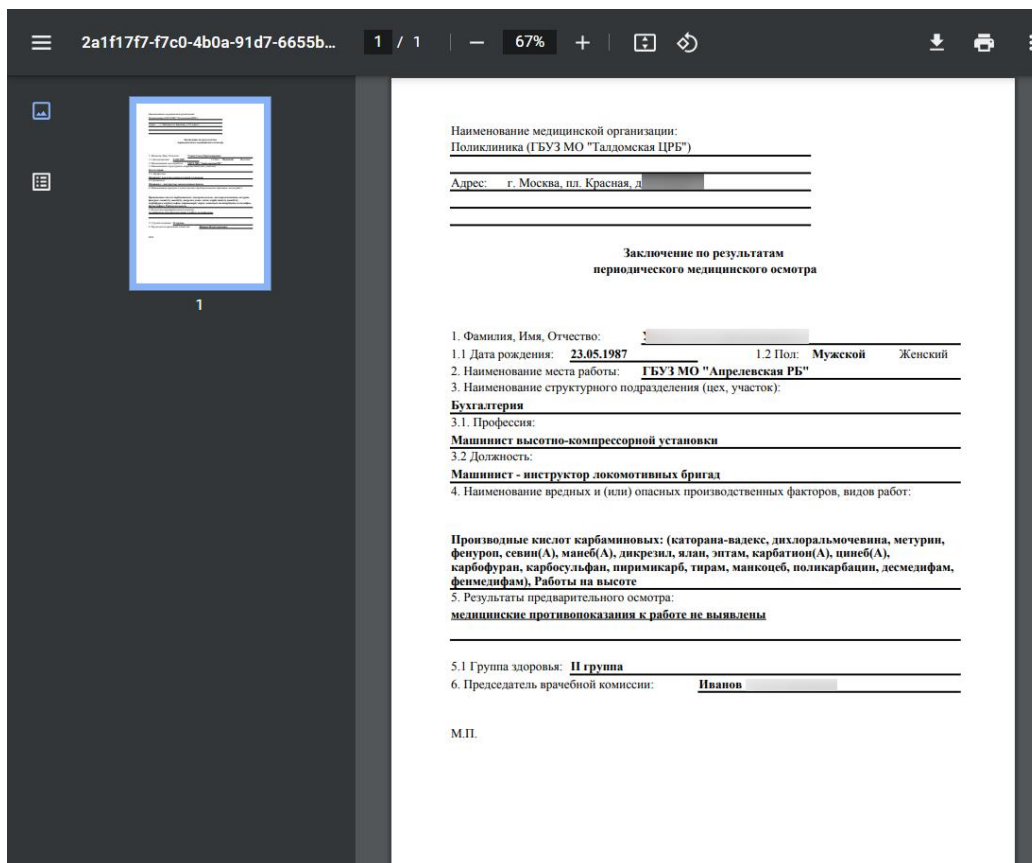 2a1f17f7-f7c0-4b0a-91d7-6655b...
1 / 1
67%
1
Наименование медицинской организации:
Поликлиника (ГБУЗ МО "Талдомская ЦРБ")
Адрес: г. Москва, пл. Красная, д
Заключение по результатам
периодического медицинского осмотра
1. Фамилия, Имя, Отчество:
1.1 Дата рождения: 23.05.1987 1.2 Пол: Мужской Женский
2. Наименование места работы: ГБУЗ МО "Апрелевская РБ"
3. Наименование структурного подразделения (цех, участок):
Бухгалтерия
3.1. Профессия:
Машинист высотно-компрессорной установки
3.2 Должность:
Машинист - инструктор локомотивных бригад
4. Наименование вредных и (или) опасных производственных факторов, видов работ:
Производные кислот карбаминовых: (каторана-вадекс, дихлоральмочевина, метурин,
фенуроп, севин(А), манеб(А), дикрезил, ялан, эптам, карбатион(А), цинеб(А),
карбофуран, карбосульфан, пиримикарб, тирам, манкоцеб, поликарбацин, десмедифам,
фенмедифам), Работы на высоте
5. Результаты предварительного осмотра:
медицинские противопоказания к работе не выявлены
5.1 Группа здоровья: II группа
6. Председатель врачебной комиссии: Иванов
М.П.